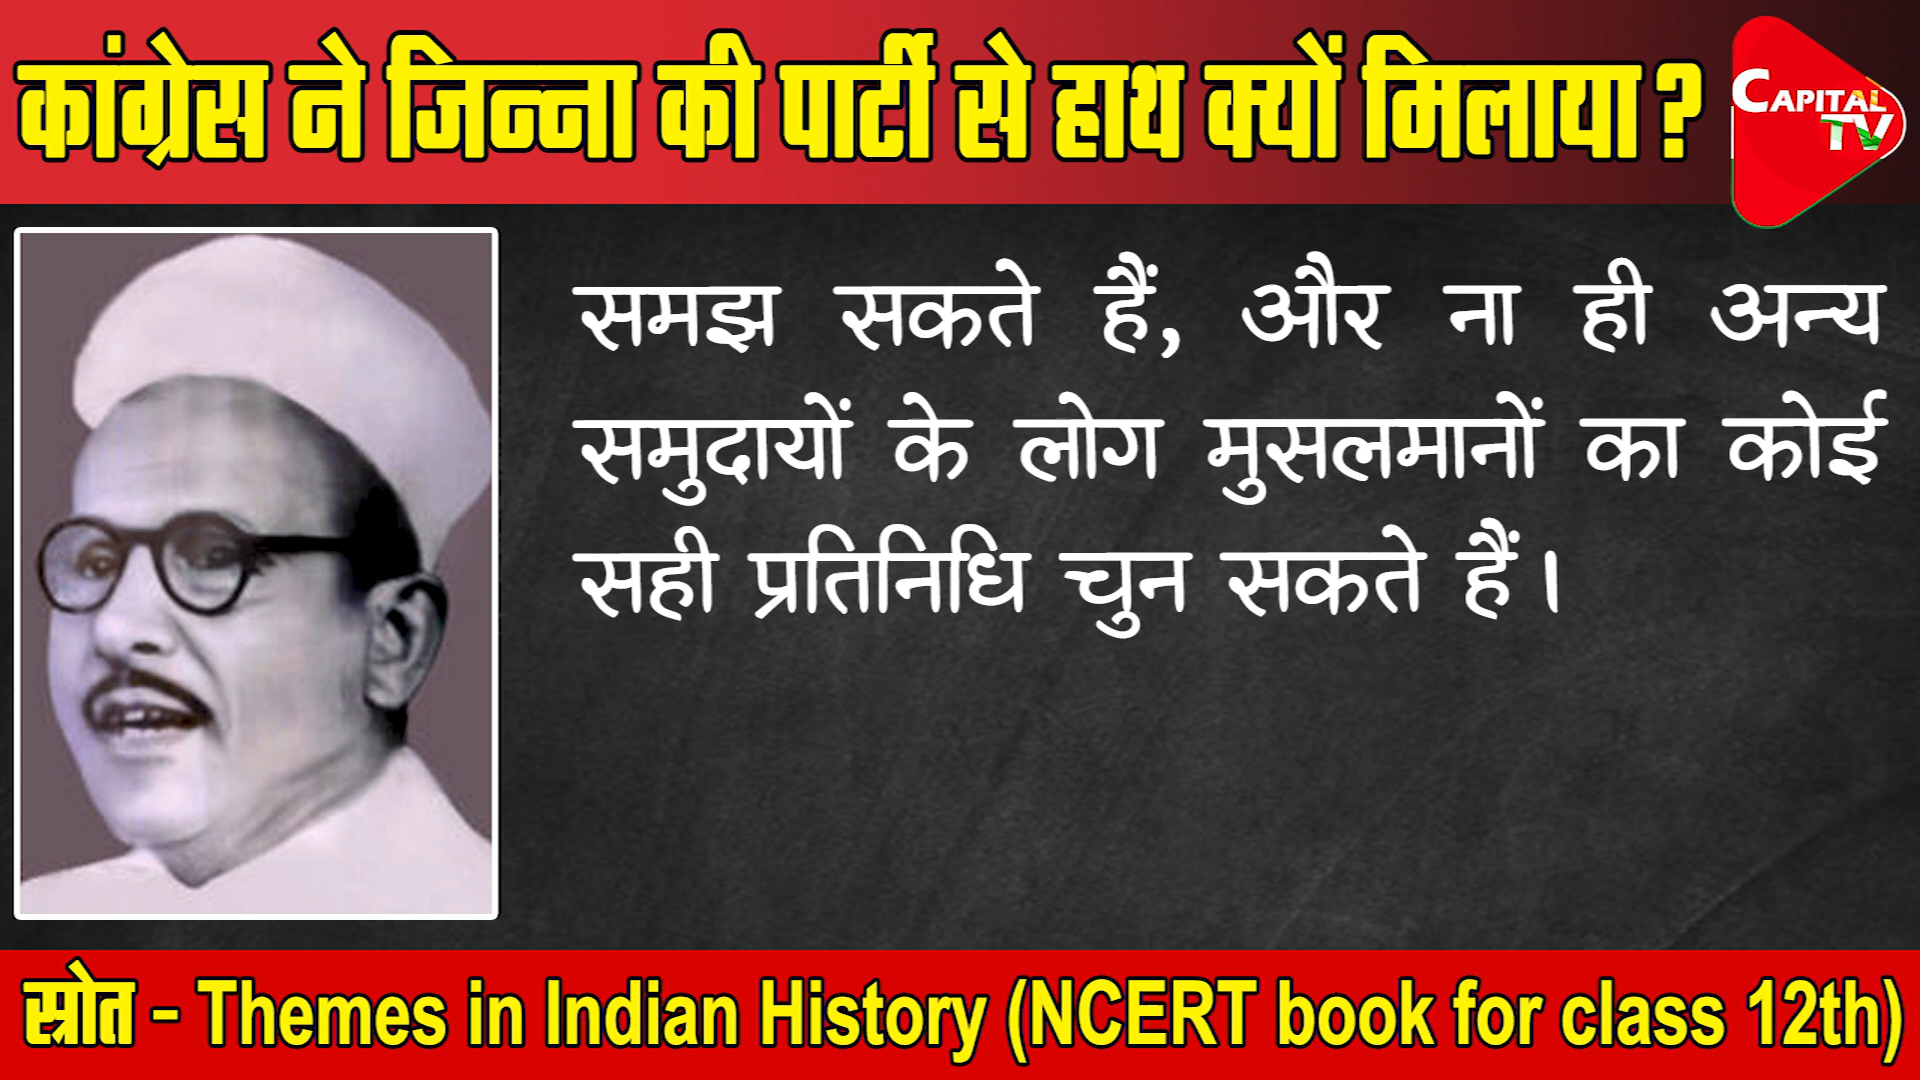 कांग्रेस ने जिन्ना की पार्टी से हाथ क्यों मिलाया?
CAPITAL
TV
समझ सकते हैं, और ना ही अन्य
समुदायों के लोग मुसलमानों का कोई
सही प्रतिनिधि चुन सकते हैं।
स्रोत - Themes in Indian History (NCERT book for class 12th)